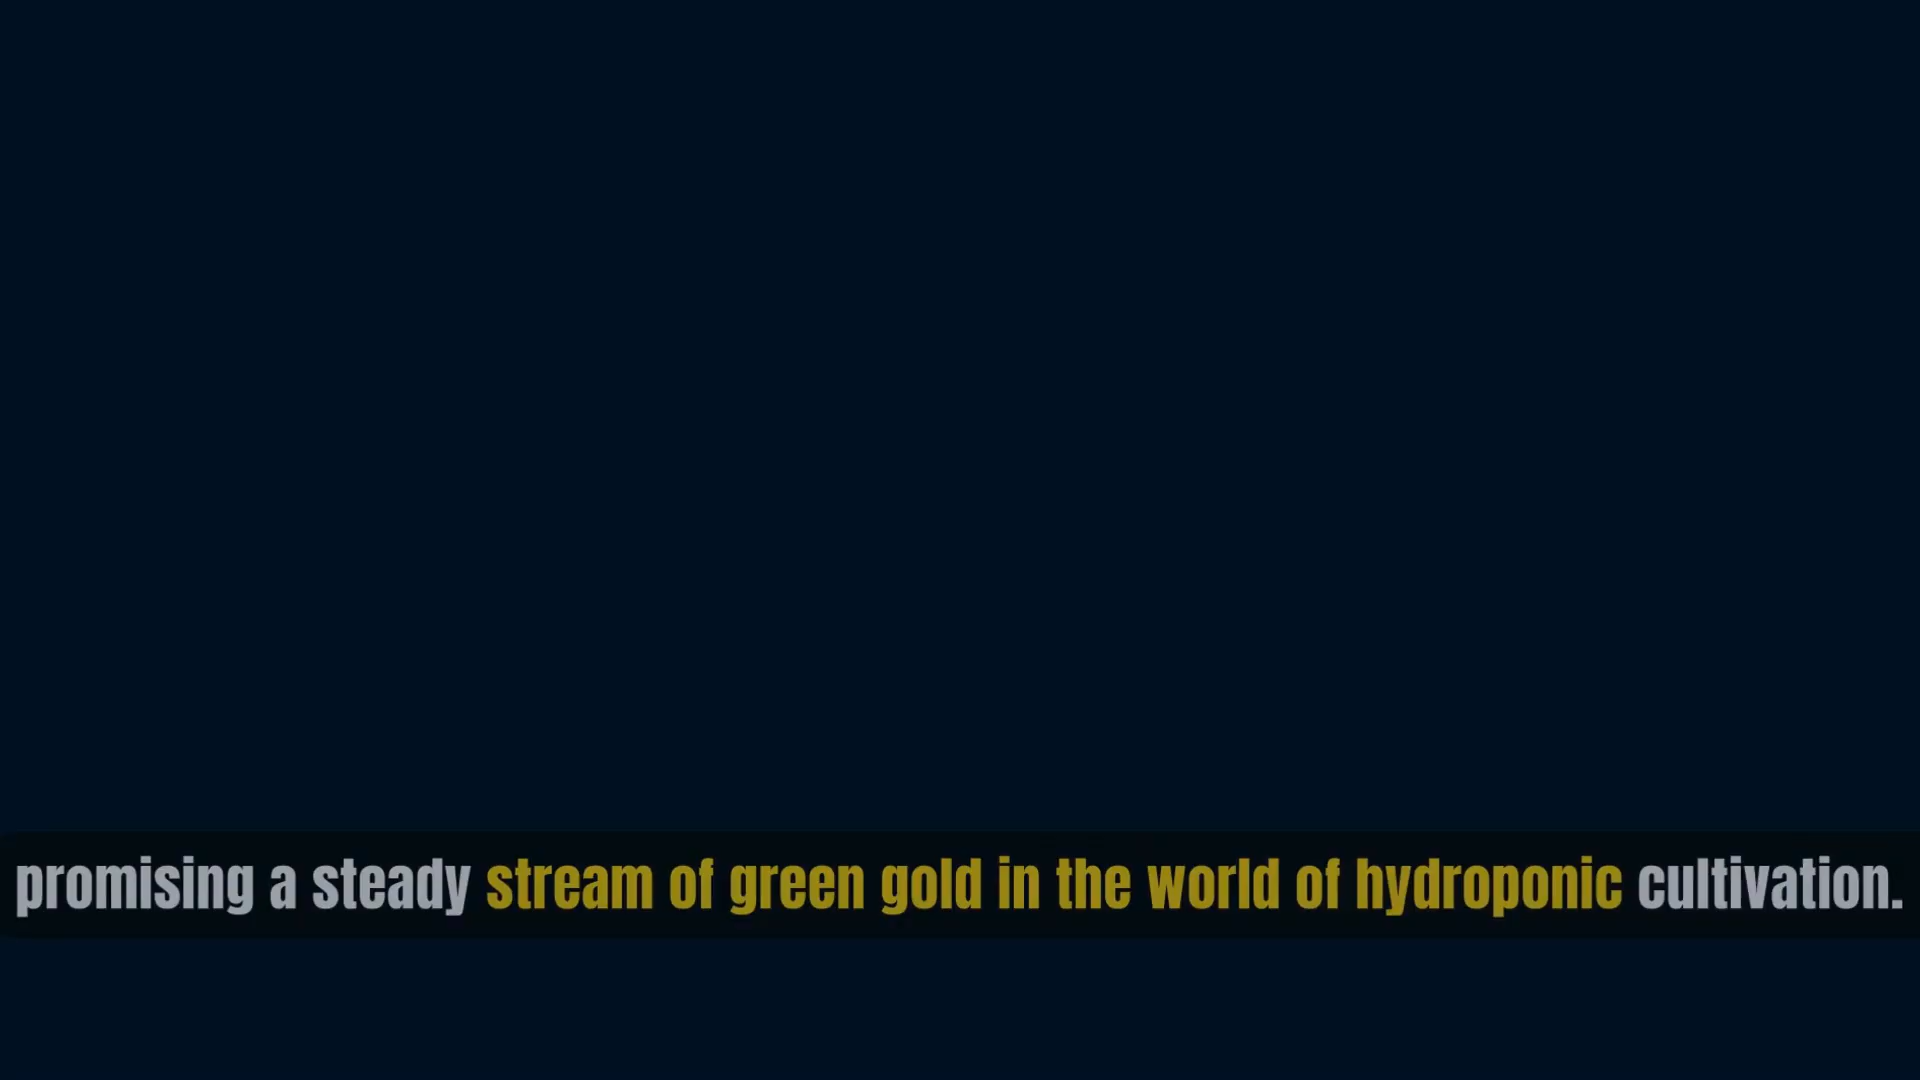 promising a steady stream of green gold in the world of hydroponic cultivation.